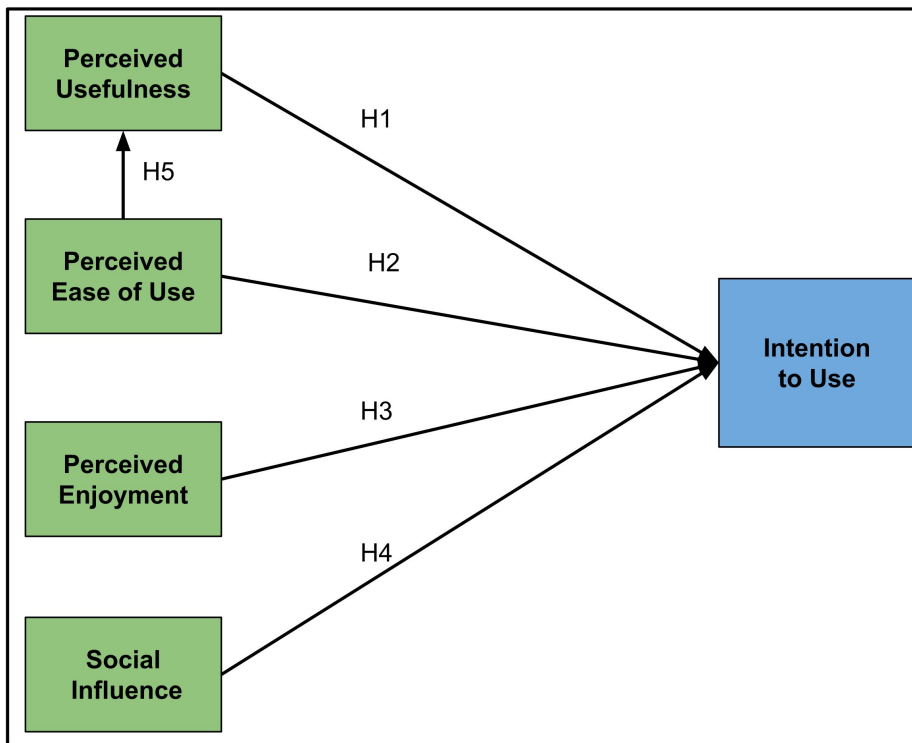 Perceived
Usefulness
H1
H5
Perceived
Ease of Use
H2
Intention
to Use
Perceived
Enjoyment
H3
H4
Social
Influence